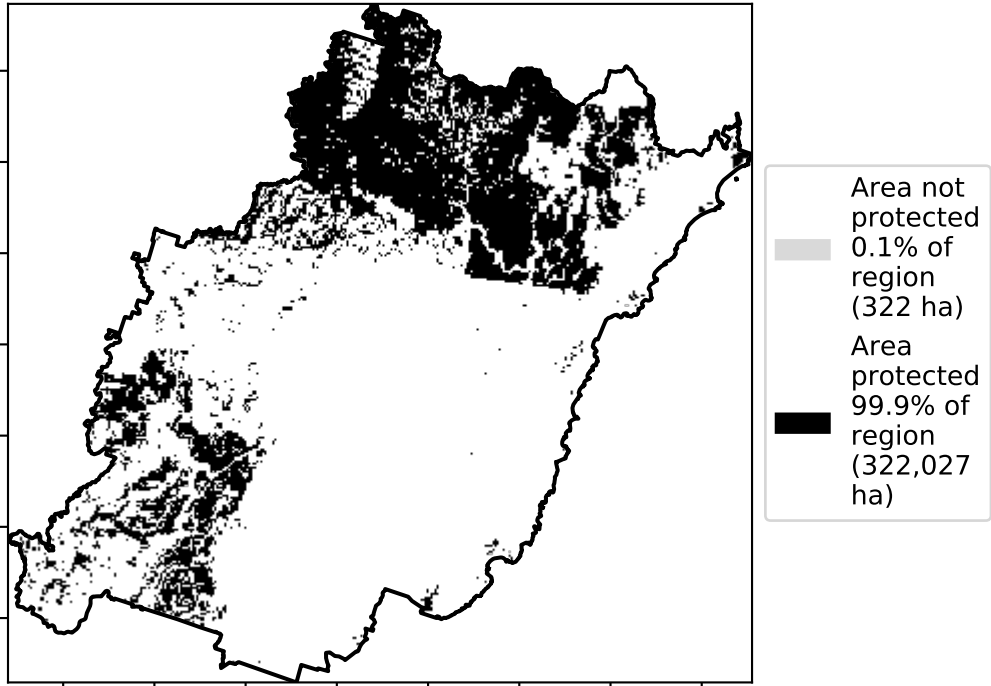 Area not
protected
0.1% of
region
(322 ha)
Area
protected
99.9% of
region
(322,027
ha)